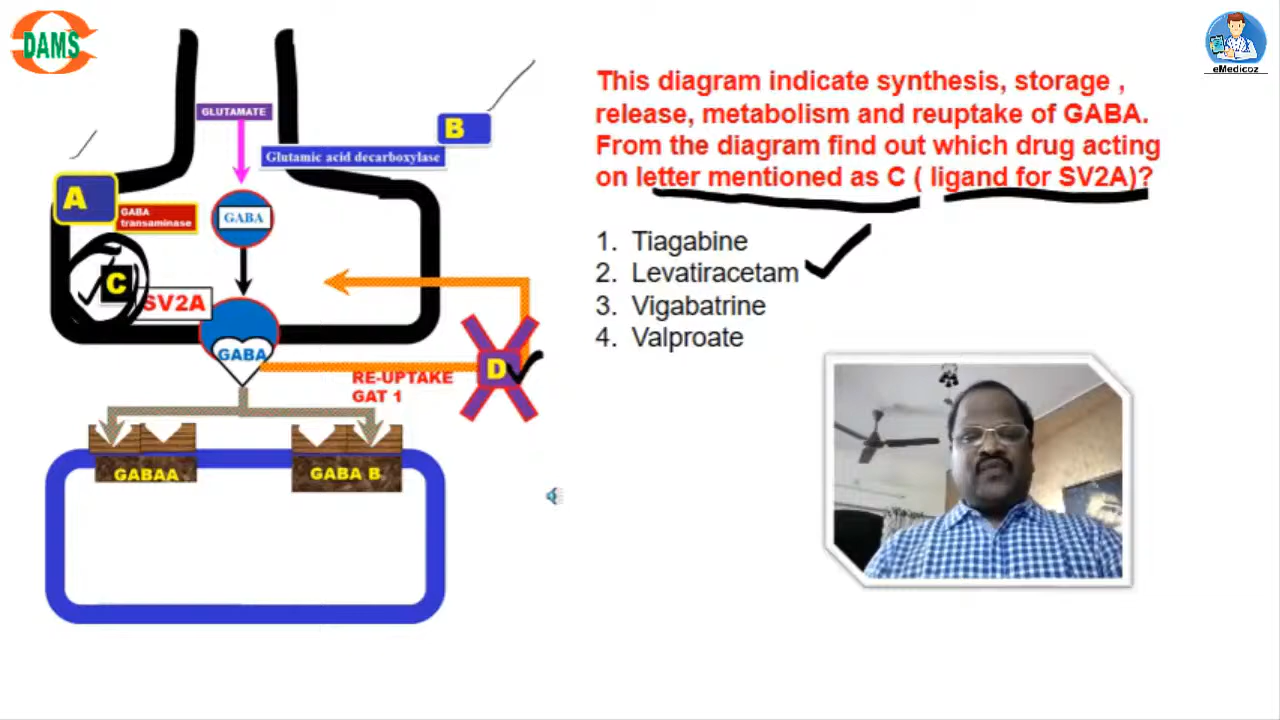 DAMS
eMedicoz
This diagram indicate synthesis, storage ,
release, metabolism and reuptake of GABA.
From the diagram find out which drug acting
on letter mentioned as C ( ligand for SV2A)?
1. Tiagabine
2. Levatiracetam
3. Vigabatrine
4. Valproate
GLUTAMATE
B
Glutamic acid decarboxylase
A
GABA
transaminase
GABA
C
SV2A
GABA
RE-UPTAKE
GAT 1
D
GABAA
GABA B